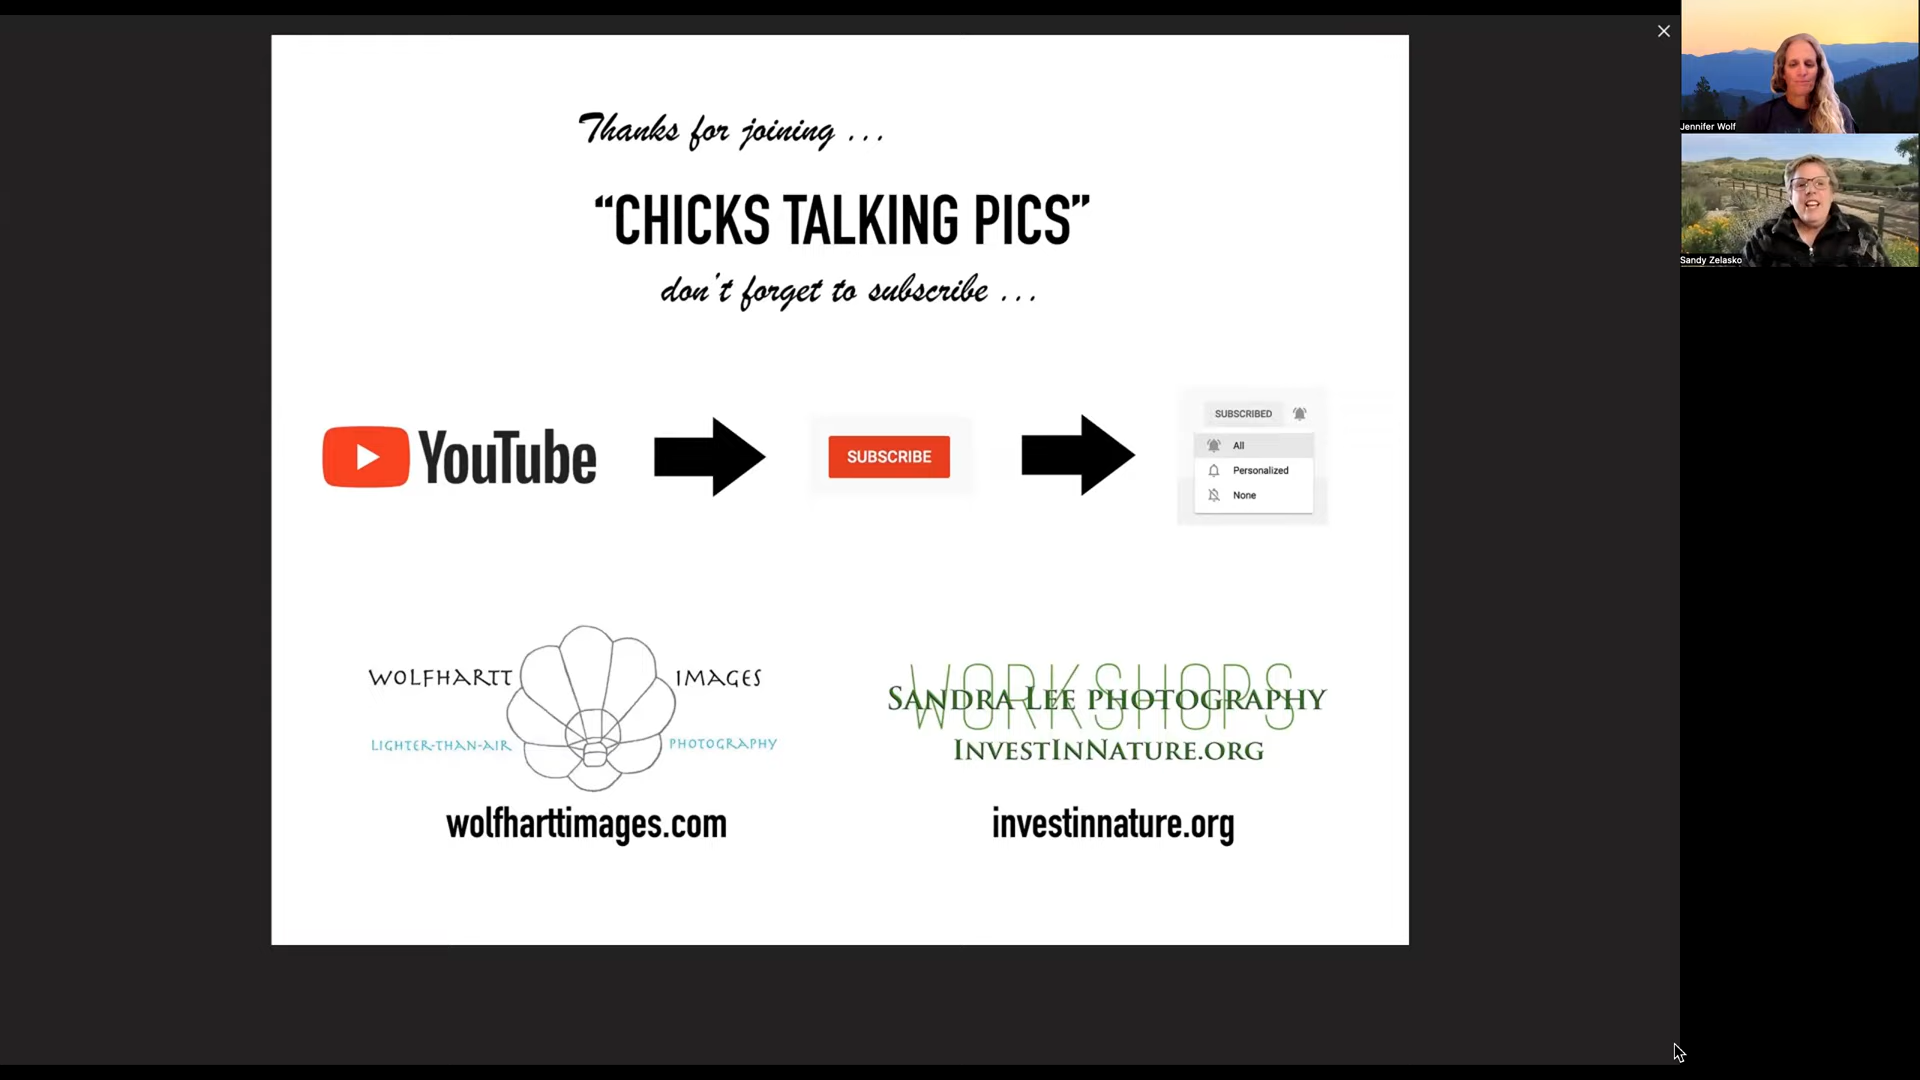 Thanks for joining ...
"CHICKS TALKING PICS"
don't forget to subscribe ...
YouTube
SUBSCRIBE
SUBSCRIBED
All
Personalized
None
WOLFHARTT IMAGES
LIGHTER-THAN-AIR PHOTOGRAPHY
wolfharttimages.com
WORKSHOPS
SANDRA LEE PHOTOGRAPHY
INVESTINNATURE.ORG
investinnature.org
Jennifer Wolf
Sandy Zelasko